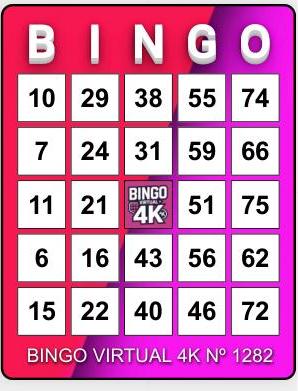 B I N G O
10 29 38 55 74
7 24 31 59 66
11 21 BINGO VIRTUAL 4K 51 75
6 16 43 56 62
15 22 40 46 72
BINGO VIRTUAL 4K Nº 1282